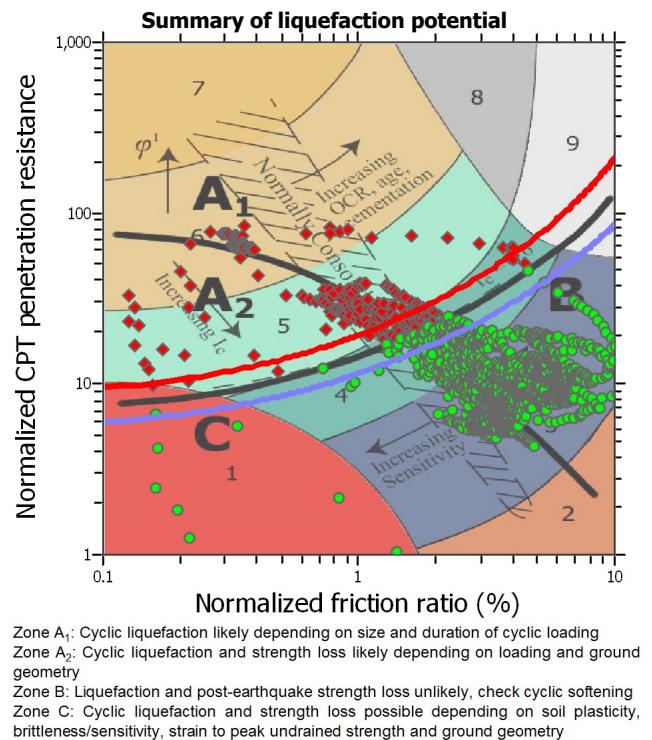 Summary of liquefaction potential
Normalized CPT penetration resistance
1,000
100
10
1
0.1
1
10
Normalized friction ratio (%)
7
8
9
φ¹
A1
Increasing
OCR, age,
cementation
Normally Conso
6
A2
Increasing Ic
5
Ic
B
4
C
1
Increasing
Sensitivity
3
2
Zone A1: Cyclic liquefaction likely depending on size and duration of cyclic loading
Zone A2: Cyclic liquefaction and strength loss likely depending on loading and ground
geometry
Zone B: Liquefaction and post-earthquake strength loss unlikely, check cyclic softening
Zone C: Cyclic liquefaction and strength loss possible depending on soil plasticity,
brittleness/sensitivity, strain to peak undrained strength and ground geometry